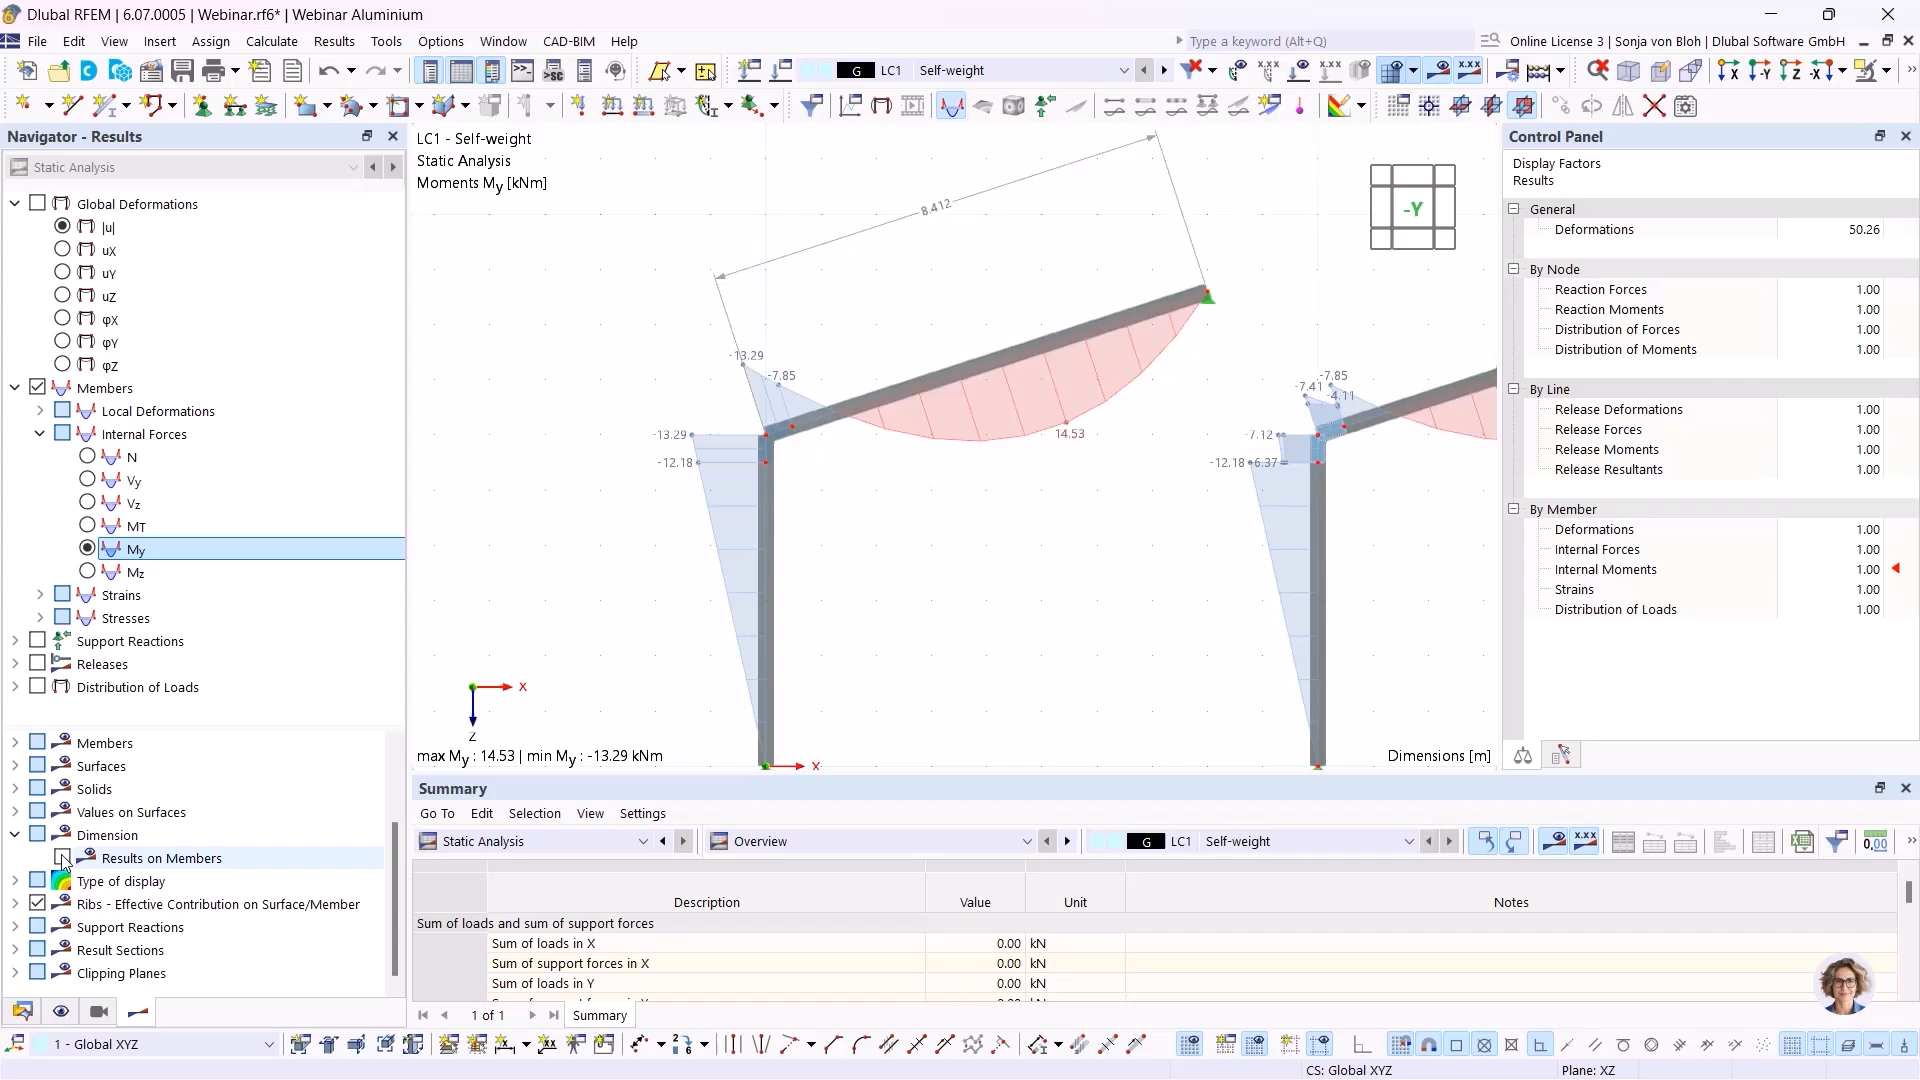 Dlubal RFEM | 6.07.0005 | Webinar.rf6* | Webinar Aluminium
File Edit View Insert Assign Calculate Results Tools Options Window CAD-BIM Help
Type a keyword (Alt+Q)
Online License 3 | Sonja von Bloh | Dlubal Software GmbH
G LC1 Self-weight
Navigator - Results
Static Analysis
Global Deformations
|u|
uX
uY
uZ
φX
φY
φZ
Members
Local Deformations
Internal Forces
N
Vy
Vz
MT
My
Mz
Strains
Stresses
Support Reactions
Releases
Distribution of Loads
Members
Surfaces
Solids
Values on Surfaces
Dimension
Results on Members
Type of display
Ribs - Effective Contribution on Surface/Member
Support Reactions
Result Sections
Clipping Planes
LC1 - Self-weight
Static Analysis
Moments My [kNm]
8.412
-Y
-13.29
-7.85
-13.29
-12.18
14.53
-7.85
-7.41
-4.11
-7.12
-12.18
-6.37
X
Z
X
max My : 14.53 | min My : -13.29 kNm
Dimensions [m]
Control Panel
Display Factors
Results
General
Deformations 50.26
By Node
Reaction Forces 1.00
Reaction Moments 1.00
Distribution of Forces 1.00
Distribution of Moments 1.00
By Line
Release Deformations 1.00
Release Forces 1.00
Release Moments 1.00
Release Resultants 1.00
By Member
Deformations 1.00
Internal Forces 1.00
Internal Moments 1.00
Strains 1.00
Distribution of Loads 1.00
Summary
Go To Edit Selection View Settings
Static Analysis Overview G LC1 Self-weight
Description Value Unit Notes
Sum of loads and sum of support forces
Sum of loads in X 0.00 kN
Sum of support forces in X 0.00 kN
Sum of loads in Y 0.00 kN
1 of 1 Summary
1 - Global XYZ
CS: Global XYZ Plane: XZ